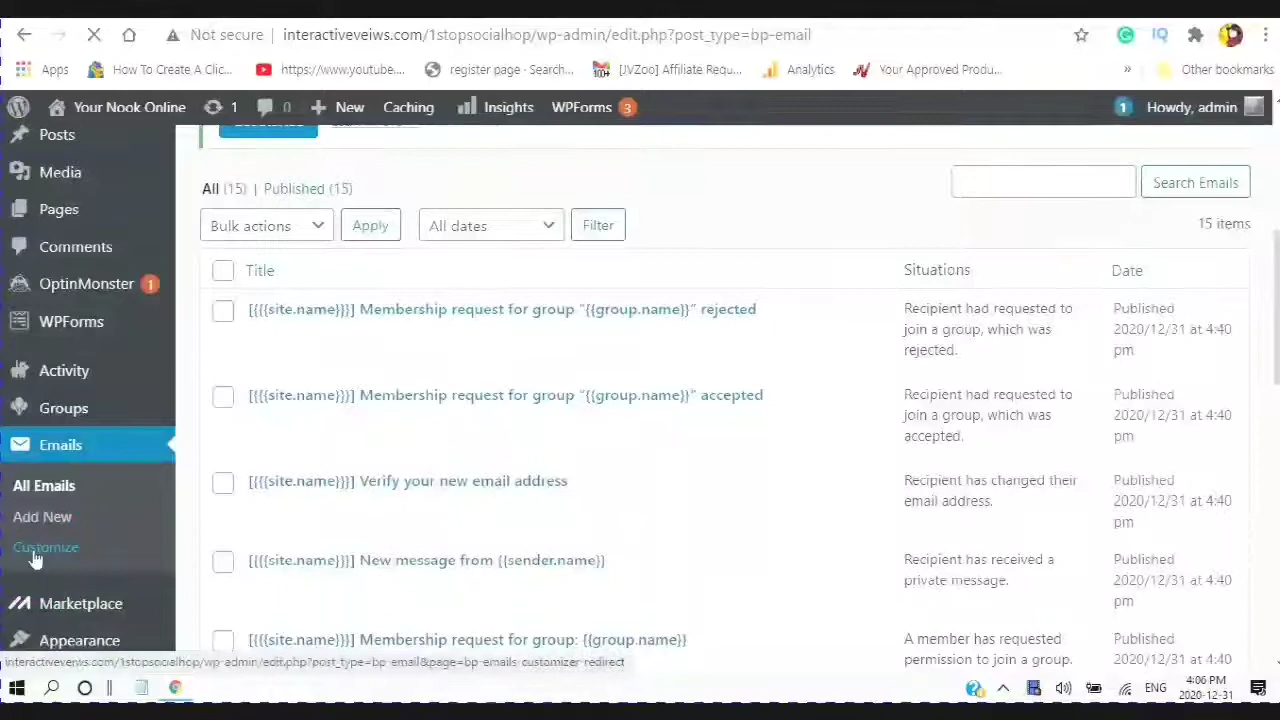 Not secure
interactiveveiws.com/1stopsocialhop/wp-admin/edit.php?post_type=bp-email
IQ
Apps
How To Create A Clic...
https://www.youtube....
register page - Search...
[JVZoo] Affiliate Requ...
Analytics
Your Approved Produ...
»
Other bookmarks
Your Nook Online
1
0
New
Caching
Insights
WPForms 3
1
Howdy, admin
Posts
Media
Pages
Comments
OptinMonster 1
WPForms
Activity
Groups
Emails
All Emails
Add New
Customize
Marketplace
Appearance
All (15) | Published (15)
Search Emails
Bulk actions
Apply
All dates
Filter
15 items
Title
Situations
Date
[{{{site.name}}}] Membership request for group “{{group.name}}” rejected
Recipient had requested to
join a group, which was
rejected.
Published
2020/12/31 at 4:40
pm
[{{{site.name}}}] Membership request for group “{{group.name}}” accepted
Recipient had requested to
join a group, which was
accepted.
Published
2020/12/31 at 4:40
pm
[{{{site.name}}}] Verify your new email address
Recipient has changed their
email address.
Published
2020/12/31 at 4:40
pm
[{{{site.name}}}] New message from {{sender.name}}
Recipient has received a
private message.
Published
2020/12/31 at 4:40
pm
[{{{site.name}}}] Membership request for group: {{group.name}}
A member has requested
permission to join a group.
Published
2020/12/31 at 4:40
interactiveveiws.com/1stopsocialhop/wp-admin/edit.php?post_type=bp-email&page=bp-emails-customizer-redirect
ENG
4:06 PM
2020-12-31